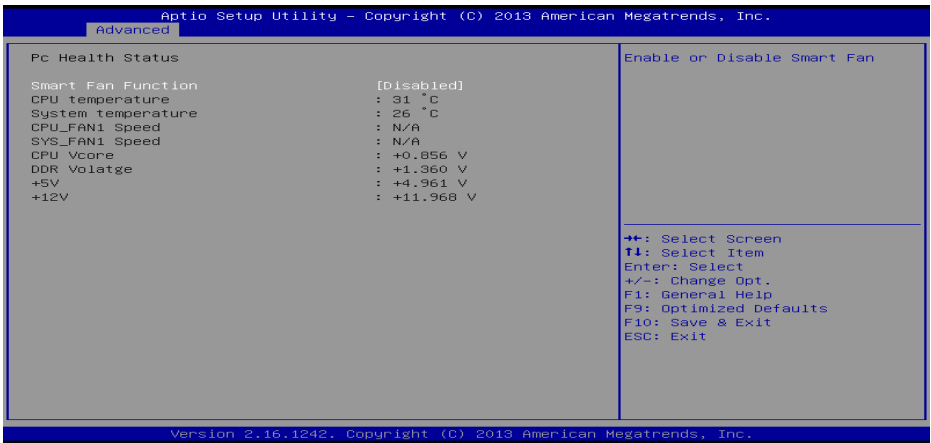 Aptio Setup Utility – Copyright (C) 2013 American Megatrends, Inc.
Advanced
Pc Health Status
Smart Fan Function [Disabled]
CPU temperature : 31 °C
System temperature : 26 °C
CPU_FAN1 Speed : N/A
SYS_FAN1 Speed : N/A
CPU Vcore : +0.856 V
DDR Volatge : +1.360 V
+5V : +4.961 V
+12V : +11.968 V
Enable or Disable Smart Fan
→←: Select Screen
↑↓: Select Item
Enter: Select
+/-: Change Opt.
F1: General Help
F9: Optimized Defaults
F10: Save & Exit
ESC: Exit
Version 2.16.1242. Copyright (C) 2013 American Megatrends, Inc.